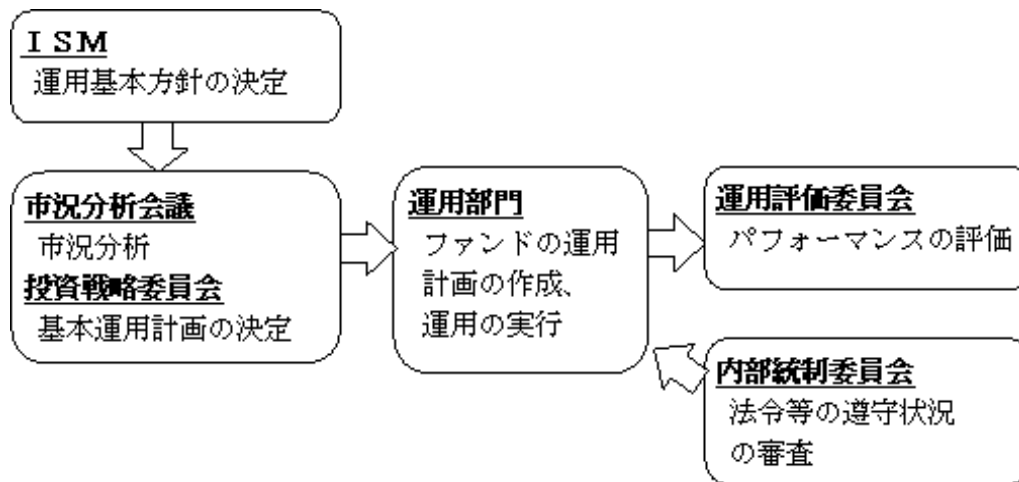 ＩＳＭ
運用基本方針の決定
市況分析会議
市況分析
投資戦略委員会
基本運用計画の決定
運用部門
ファンドの運用
計画の作成、
運用の実行
運用評価委員会
パフォーマンスの評価
内部統制委員会
法令等の遵守状況
の審査